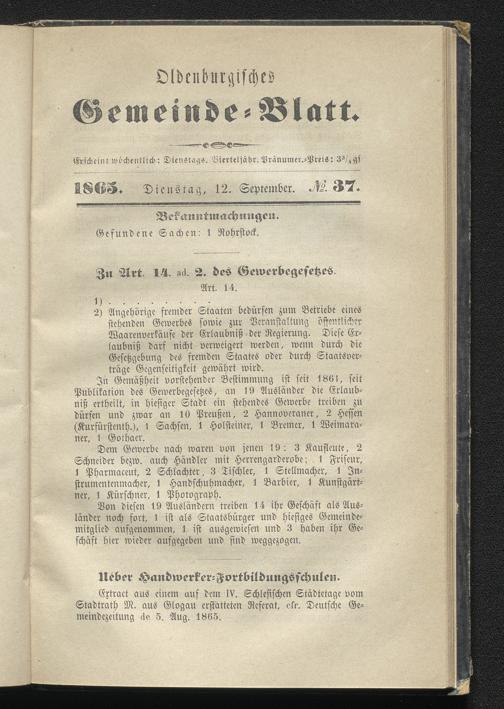 Oldenburgisches
Gemeinde-Blatt.
Erscheint wöchentlich: Dienstags. Vierteljähr. Pränumer.-Preis: 3¾ gſ
1865. Dienstag, 12. September. №. 37.
Bekanntmachungen.
Gefundene Sachen: 1 Rohrstock.
Zu Art. 14. ad. 2. des Gewerbegesetzes.
Art. 14.
1) . . . . . . . .
2) Angehörige fremder Staaten bedürfen zum Betriebe eines
stehenden Gewerbes sowie zur Veranstaltung öffentlicher
Waarenverkäufe der Erlaubniß der Regierung. Diese Er-
laubniß darf nicht verweigert werden, wenn durch die
Gesetzgebung des fremden Staates oder durch Staatsver-
träge Gegenseitigkeit gewährt wird.
In Gemäßheit vorstehender Bestimmung ist seit 1861, seit
Publikation des Gewerbegesetzes, an 19 Ausländer die Erlaub-
niß ertheilt, in hiesiger Stadt ein stehendes Gewerbe treiben zu
dürfen und zwar an 10 Preußen, 2 Hannoveraner, 2 Hessen
(Kurfürstenth.), 1 Sachsen, 1 Holsteiner, 1 Bremer, 1 Weimara-
ner, 1 Gothaer.
Dem Gewerbe nach waren von jenen 19: 3 Kaufleute, 2
Schneider bezw. auch Händler mit Herrengarderobe; 1 Friseur,
1 Pharmaceut, 2 Schlachter, 3 Tischler, 1 Stellmacher, 1 In-
strumentenmacher, 1 Handschuhmacher, 1 Barbier, 1 Kunstgärt-
ner, 1 Kürschner, 1 Photograph.
Von diesen 19 Ausländern treiben 14 ihr Geschäft als Aus-
länder noch fort, 1 ist als Staatsbürger und hiesiges Gemeinde-
mitglied aufgenommen, 1 ist ausgewiesen und 3 haben ihr Ge-
schäft hier wieder aufgegeben und sind weggezogen.
Ueber Handwerker-Fortbildungsschulen.
Extract aus einem auf dem IV. Schlesischen Städtetage vom
Stadtrath M. aus Glogau erstatteten Referat, cfr. Deutsche Ge-
meindezeitung de 5. Aug. 1865.